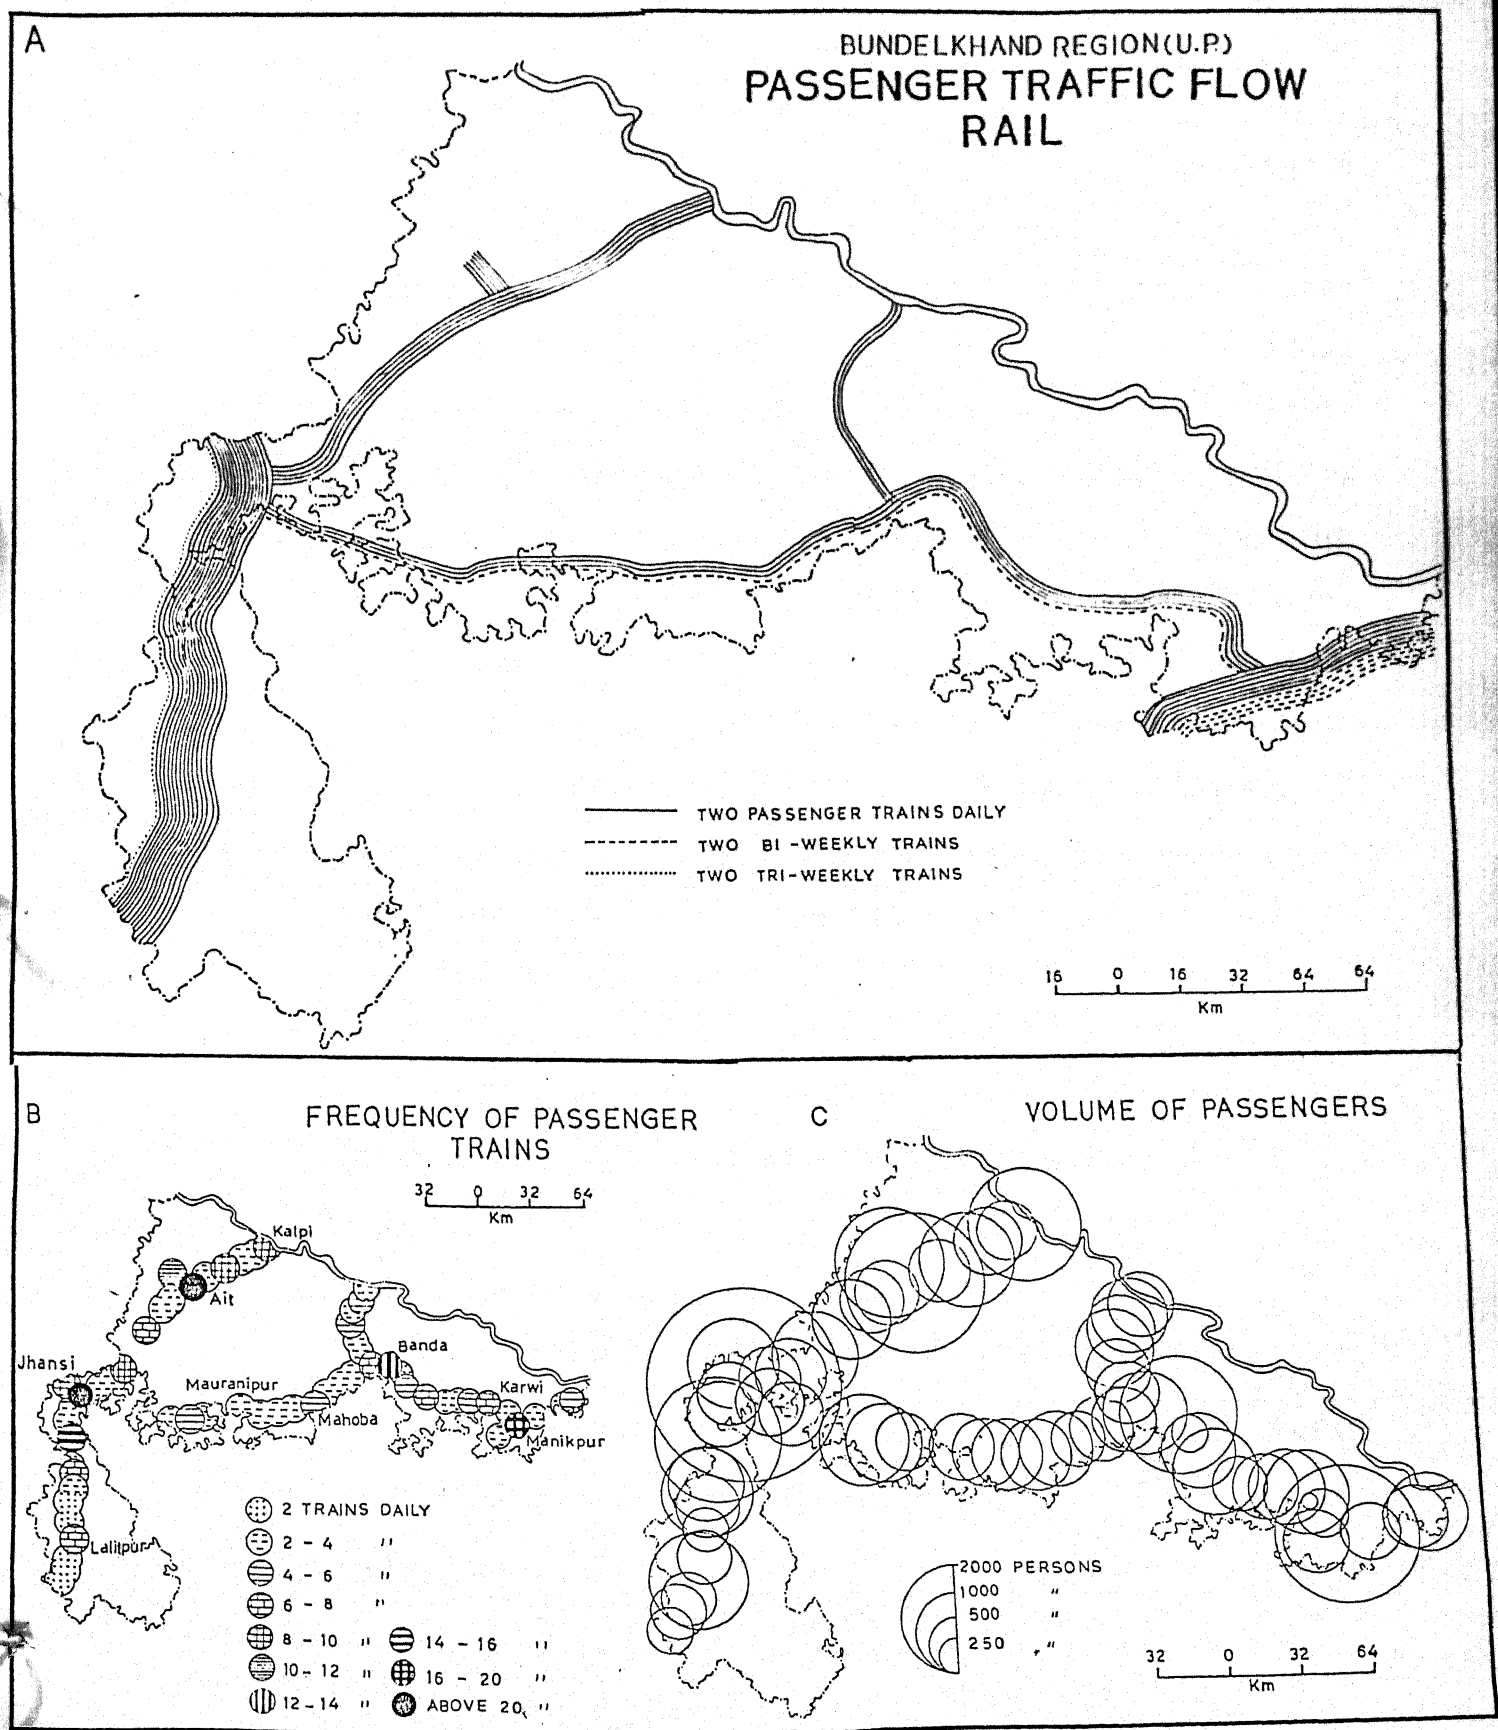 A
BUNDELKHAND REGION(U.P.)
PASSENGER TRAFFIC FLOW
RAIL
TWO PASSENGER TRAINS DAILY
TWO BI-WEEKLY TRAINS
TWO TRI-WEEKLY TRAINS
16 0 16 32 64 64
Km
B
FREQUENCY OF PASSENGER
TRAINS
32 0 32 64
Km
Kalpi
Ait
Jhansi
Banda
Mauranipur
Karwi
Mahoba
Manikpur
Lalitpur
2 TRAINS DAILY
2 - 4 "
4 - 6 "
6 - 8 "
8 - 10 "
10 - 12 "
12 - 14 "
14 - 16 "
16 - 20 "
ABOVE 20, "
C
VOLUME OF PASSENGERS
2000 PERSONS
1000 "
500 "
250 "
32 0 32 64
Km